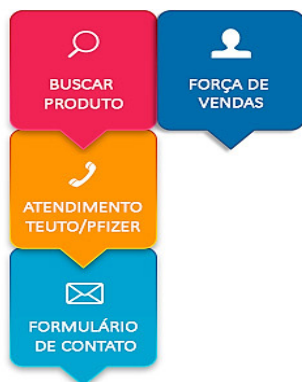 BUSCAR
PRODUTO
FORÇA DE
VENDAS
ATENDIMENTO
TEUTO/PFIZER
FORMULÁRIO
DE CONTATO